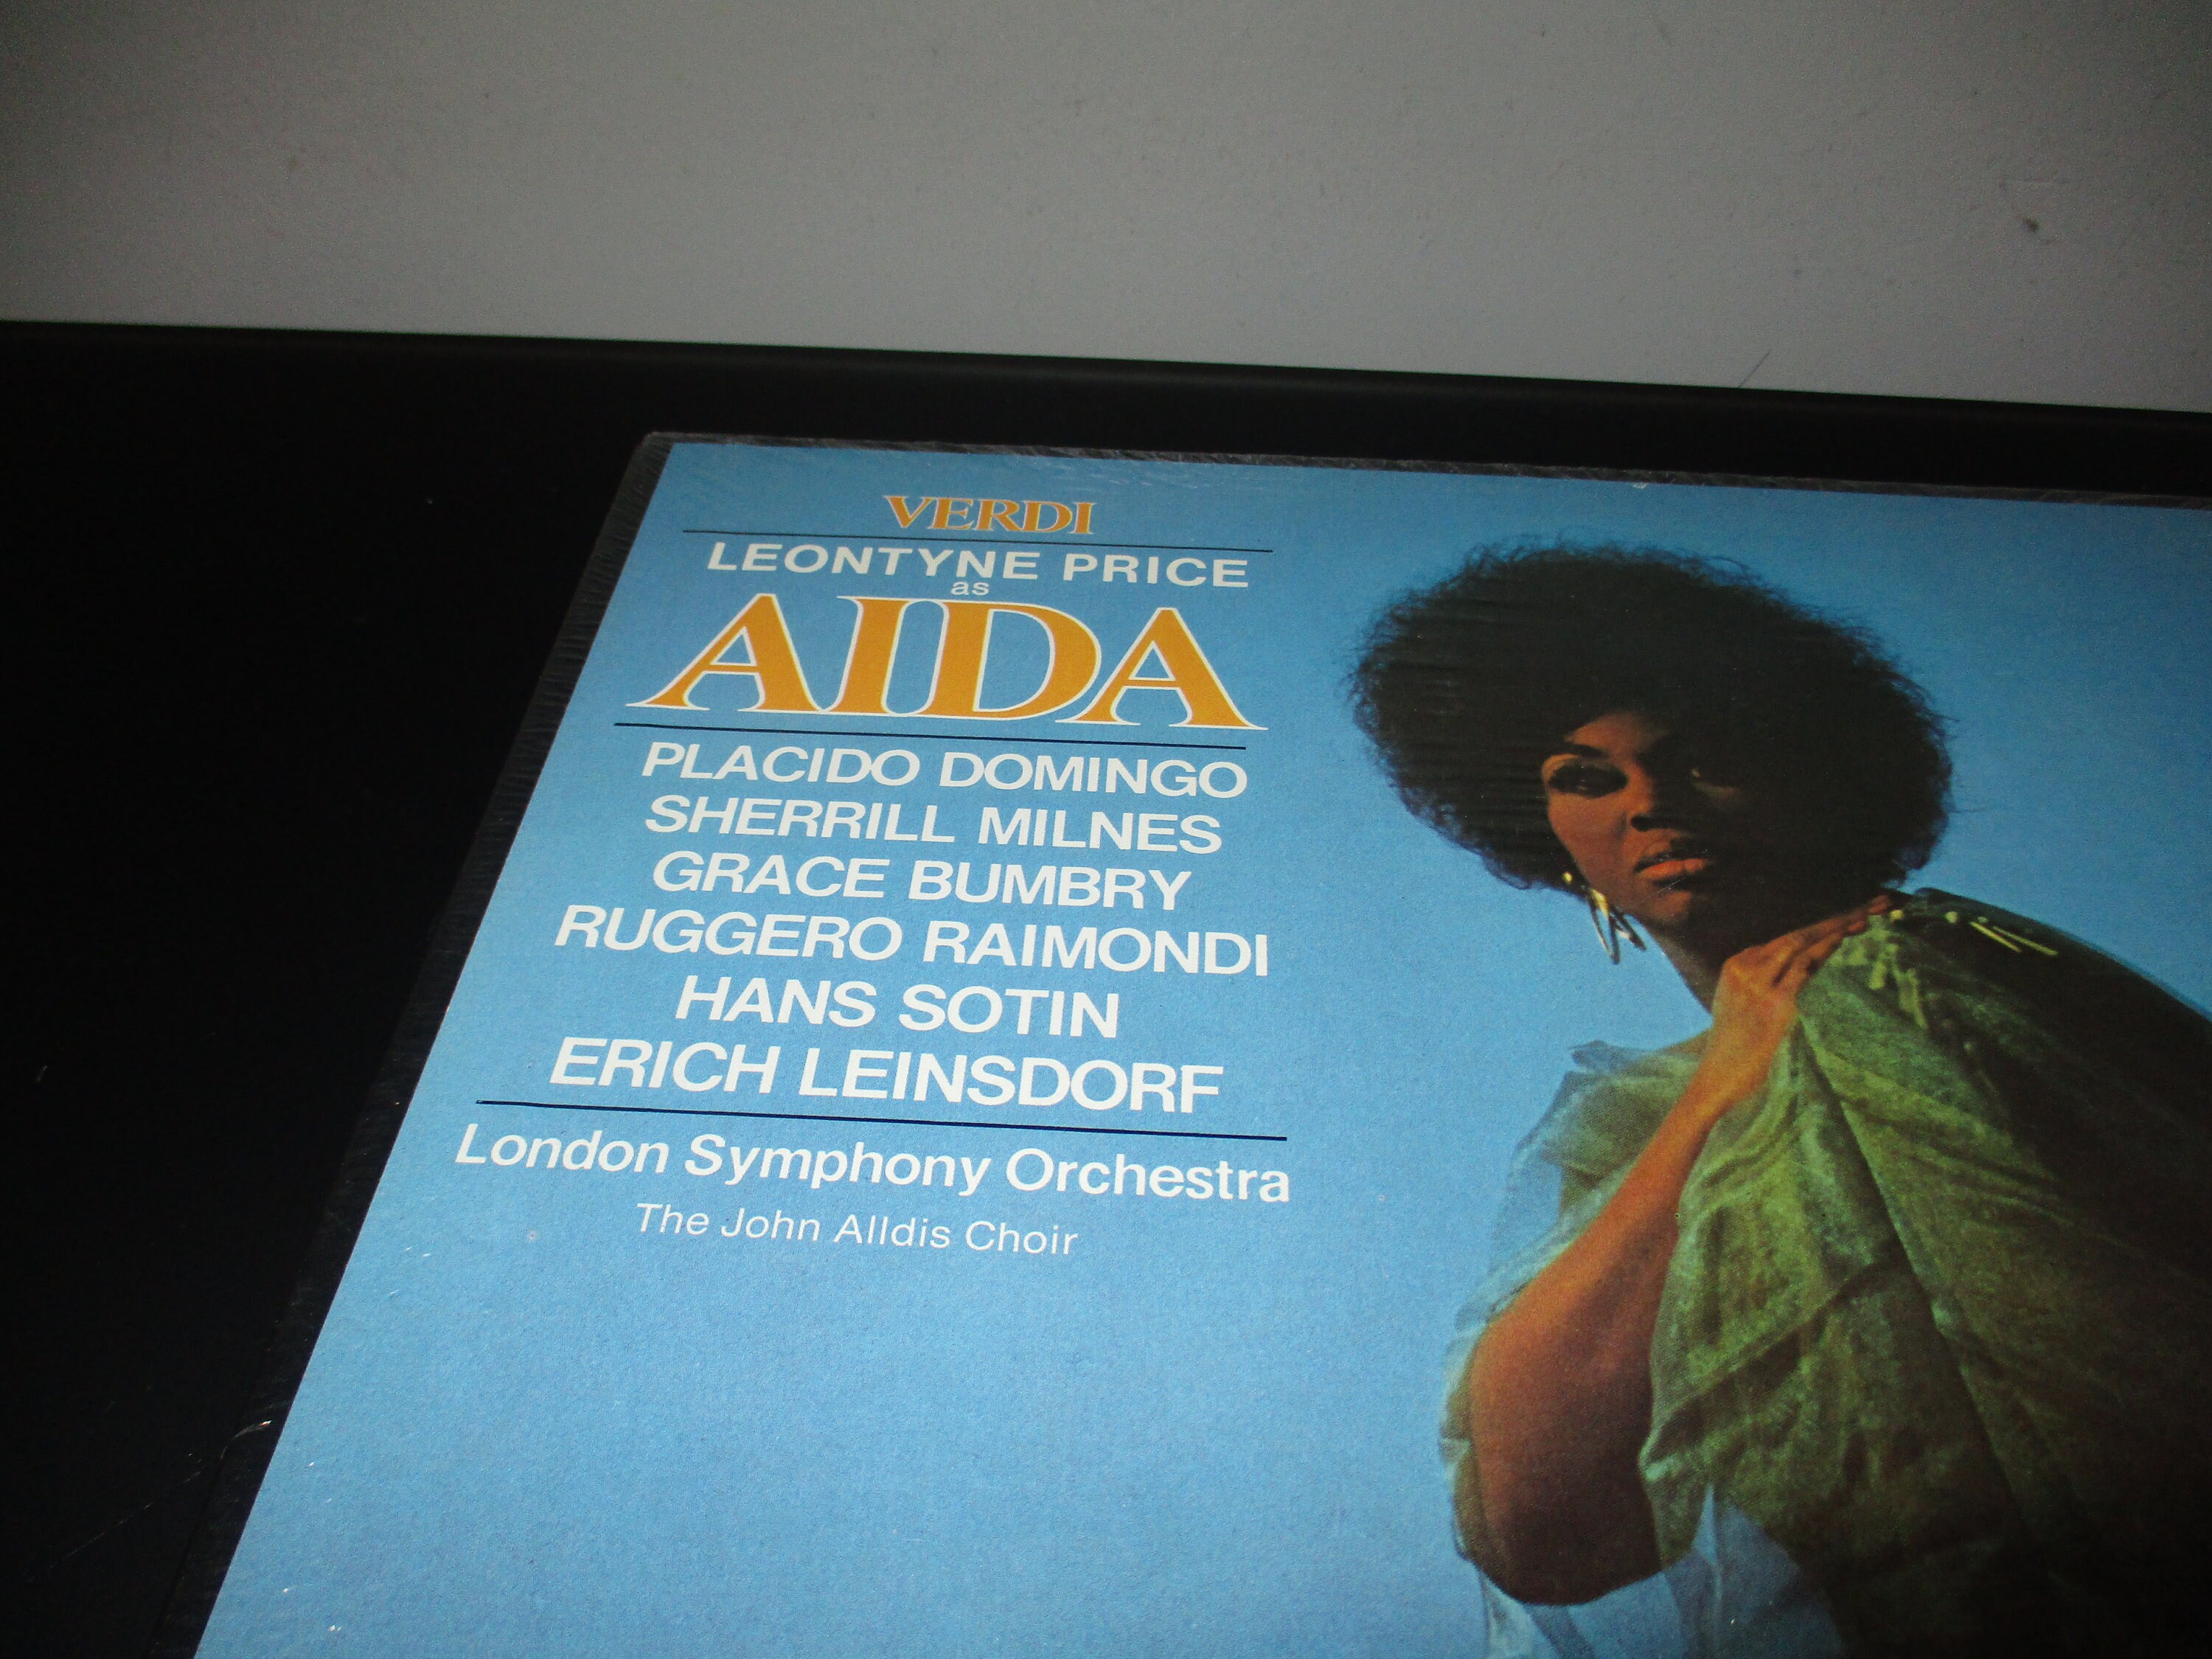 VERDI
LEONTYNE PRICE
as
AIDA
PLACIDO DOMINGO
SHERRILL MILNES
GRACE BUMBRY
RUGGERO RAIMONDI
HANS SOTIN
ERICH LEINSDORF
London Symphony Orchestra
The John Alldis Choir